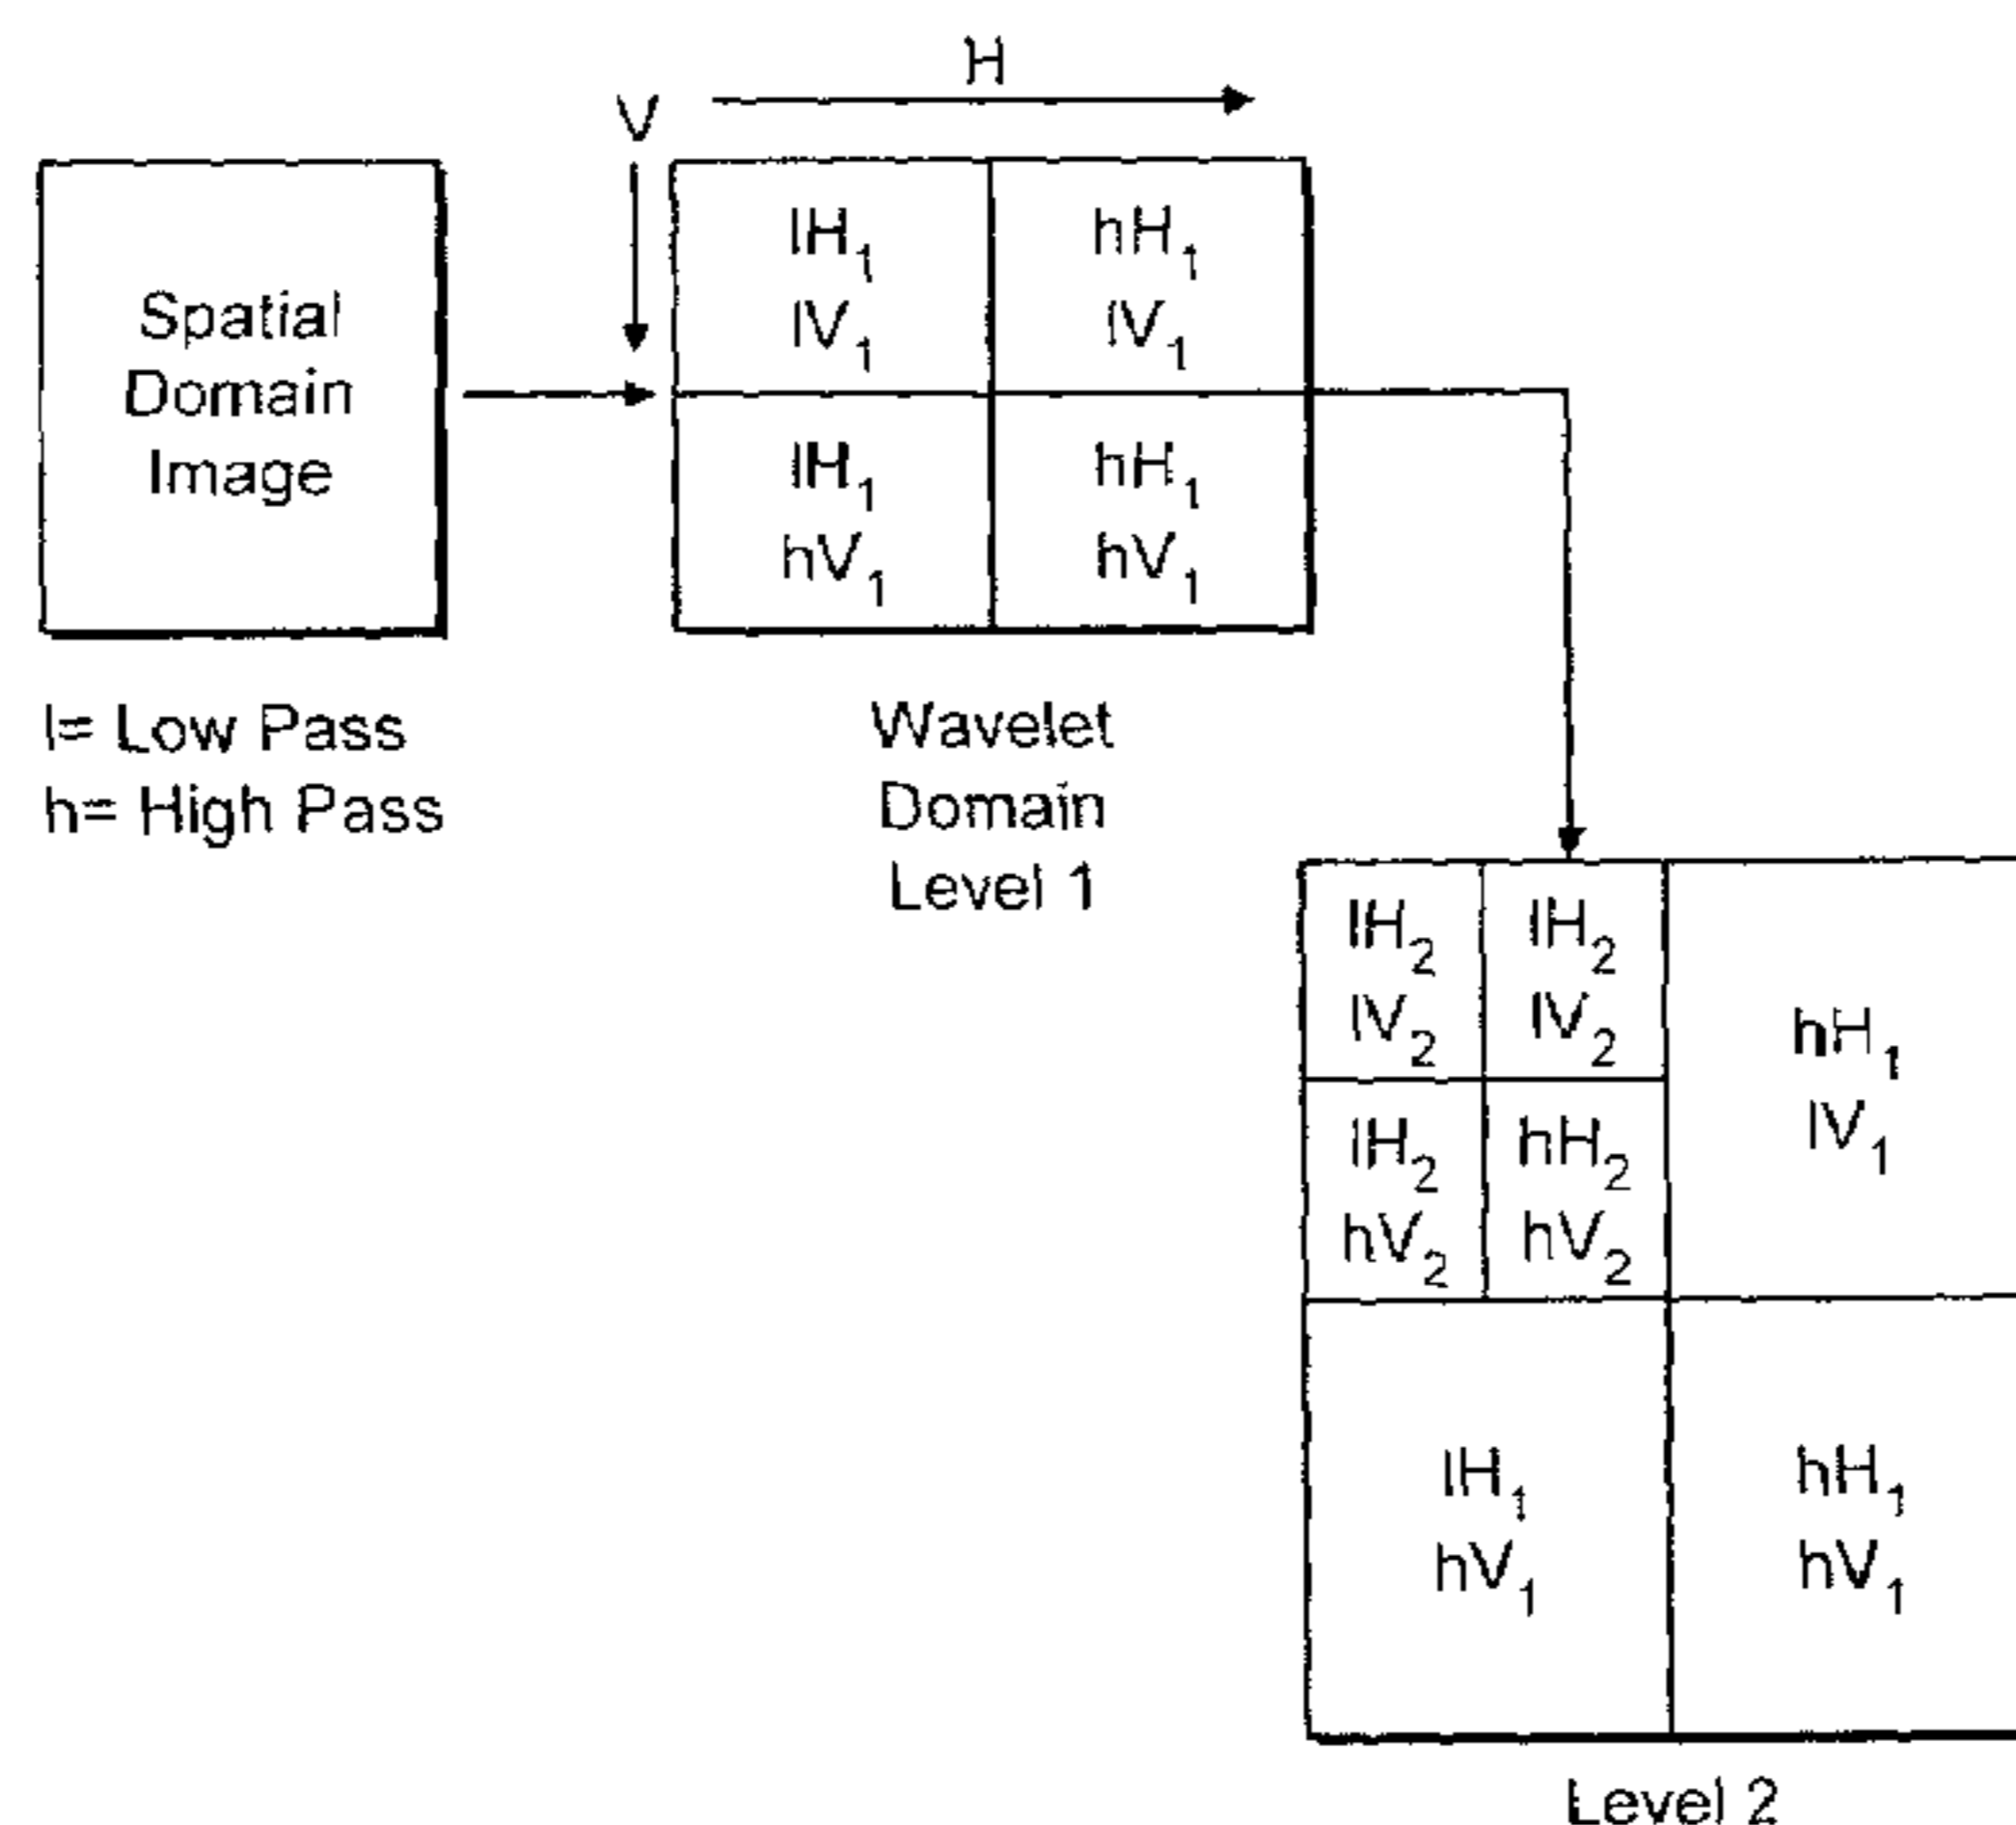 H
V
Spatial
Domain
Image
lH1
lV1
hH1
lV1
lH1
hV1
hH1
hV1
l= Low Pass
h= High Pass
Wavelet
Domain
Level 1
lH2
lV2
lH2
lV2
hH1
lV1
lH2
hV2
hH2
hV2
lH1
hV1
hH1
hV1
Level 2